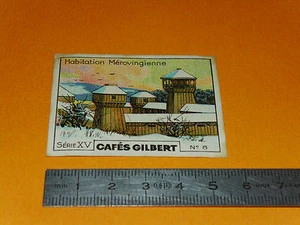 Habitation Mérovingienne
SÉRIE XV CAFÉS GILBERT N° 8
1 2 3 4 5 6 7